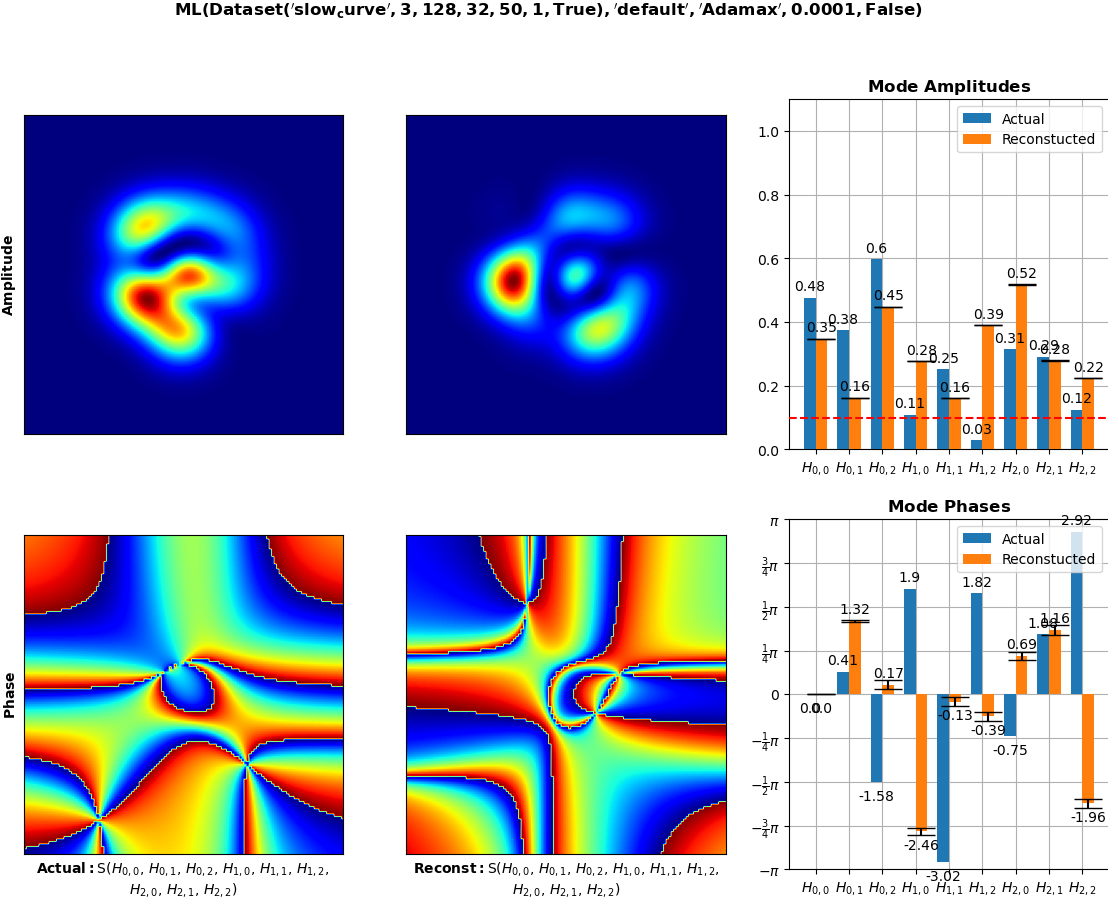 ML(Dataset('slow_curve', 3, 128, 32, 50, 1, True), 'default', 'Adamax', 0.0001, False)
Amplitude
Mode Amplitudes
Actual
Reconstucted
1.0
0.8
0.6
0.4
0.2
0.0
0.48
0.35
0.38
0.16
0.6
0.45
0.11
0.28
0.25
0.16
0.03
0.39
0.31
0.52
0.29
0.28
0.12
0.22
H0,0 H0,1 H0,2 H1,0 H1,1 H1,2 H2,0 H2,1 H2,2
Phase
Actual: S(H0,0, H0,1, H0,2, H1,0, H1,1, H1,2,
H2,0, H2,1, H2,2)
Reconst: S(H0,0, H0,1, H0,2, H1,0, H1,1, H1,2,
H2,0, H2,1, H2,2)
Mode Phases
Actual
Reconstucted
π
3/4π
1/2π
1/4π
0
−1/4π
−1/2π
−3/4π
−π
0.0
0.0
0.41
1.32
-1.58
0.17
1.9
-2.46
-3.02
-0.13
1.82
-0.39
-0.75
0.69
1.08
1.16
2.92
-1.96
H0,0 H0,1 H0,2 H1,0 H1,1 H1,2 H2,0 H2,1 H2,2